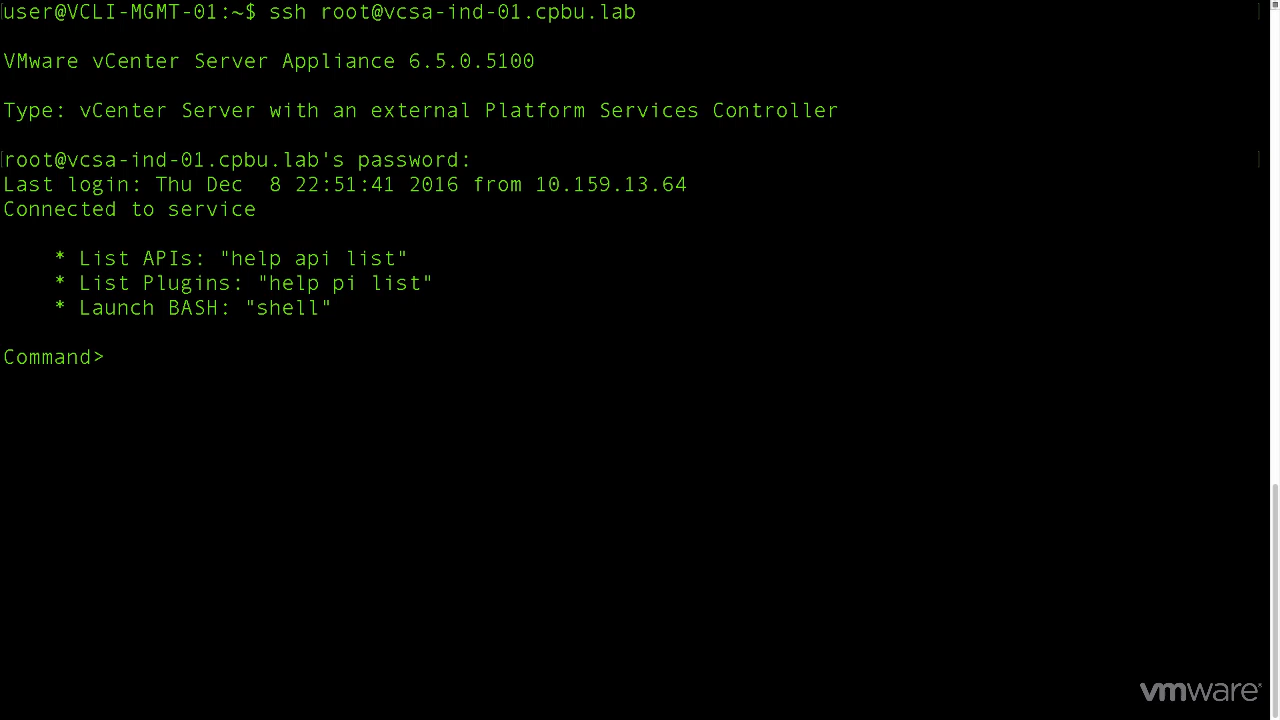 user@VCLI-MGMT-01:~$ ssh root@vcsa-ind-01.cpbu.lab
VMware vCenter Server Appliance 6.5.0.5100
Type: vCenter Server with an external Platform Services Controller
root@vcsa-ind-01.cpbu.lab's password:
Last login: Thu Dec  8 22:51:41 2016 from 10.159.13.64
Connected to service
* List APIs: "help api list"
* List Plugins: "help pi list"
* Launch BASH: "shell"
Command>
vmware